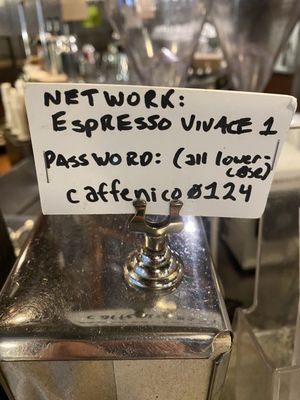 NETWORK:
ESPRESSO VIVACE 1
PASSWORD: (all lower-
case)
caffenico0124